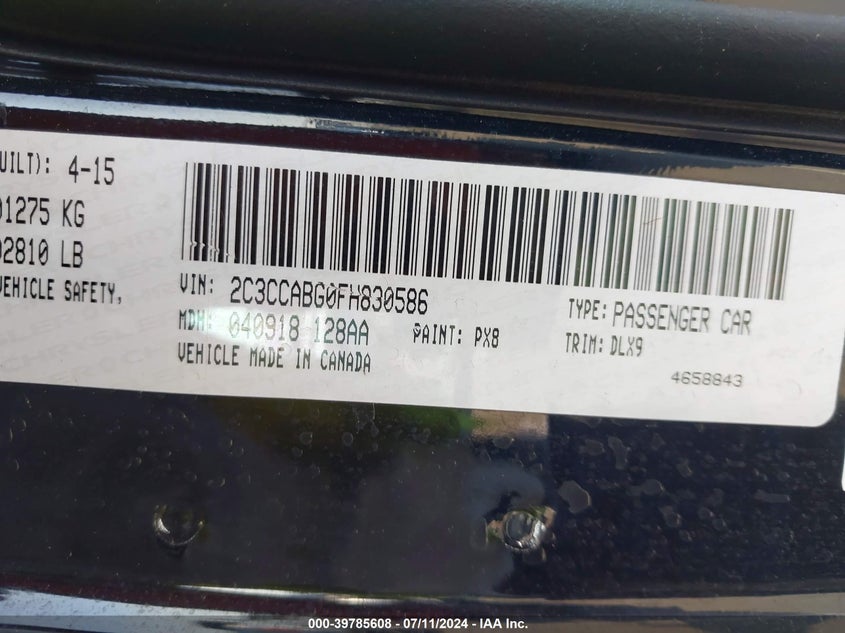 UILT): 4-15
01275 KG
02810 LB
VEHICLE SAFETY,
VIN: 2C3CCABG0FH830586
MDH: 040918 128AA PAINT: PX8
VEHICLE MADE IN CANADA
TYPE: PASSENGER CAR
TRIM: DLX9
4658843
000-39785608 - 07/11/2024 - IAA Inc.